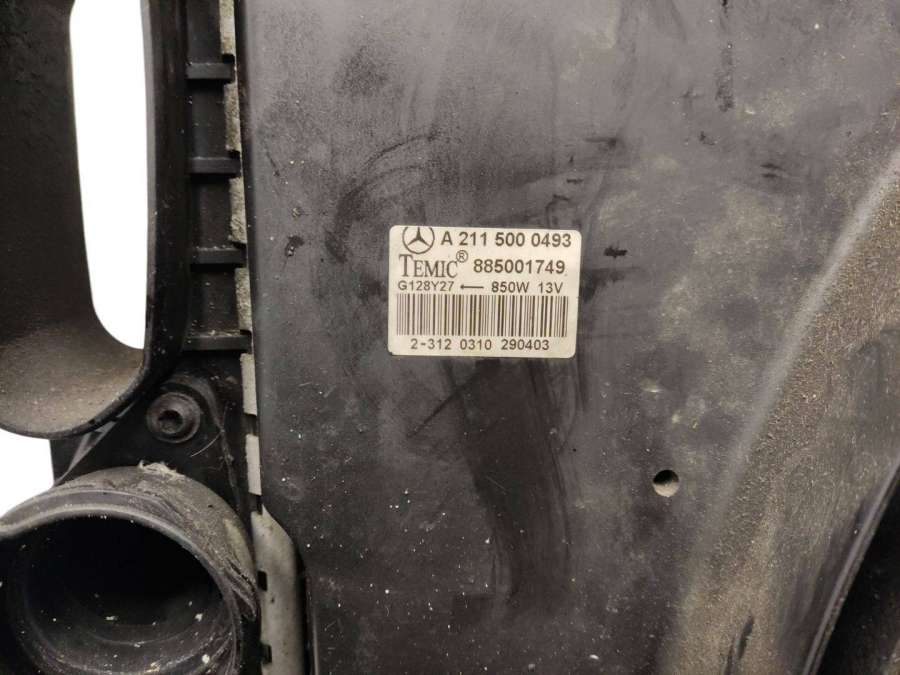 A 211 500 0493
TEMIC® 885001749
G128Y27 ← 850W 13V
2-312 0310 290403